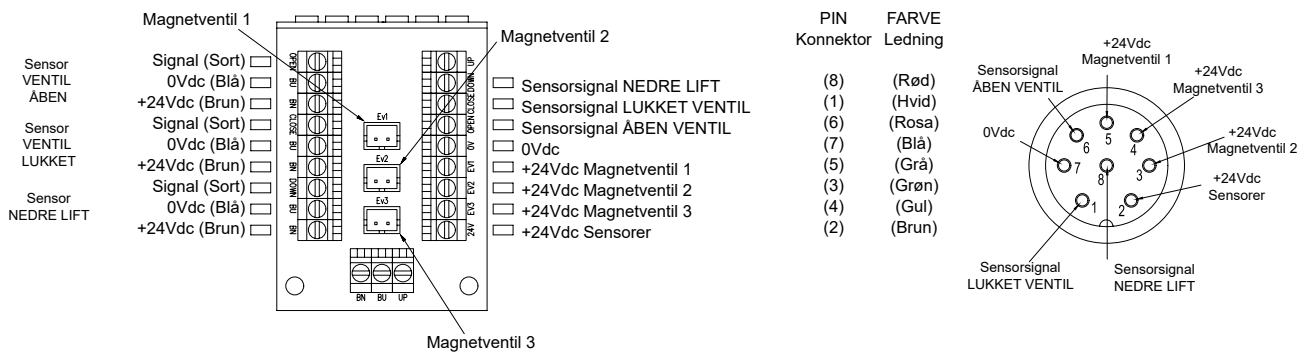 Magnetventil 1
Magnetventil 2
Magnetventil 3
Sensor
VENTIL
ÅBEN
Signal (Sort)
0Vdc (Blå)
+24Vdc (Brun)
Sensor
VENTIL
LUKKET
Signal (Sort)
0Vdc (Blå)
+24Vdc (Brun)
Sensor
NEDRE LIFT
Signal (Sort)
0Vdc (Blå)
+24Vdc (Brun)
OPEN
BU
BN
CLOSE
BU
BN
DOWN
BU
BN
Ev1
Ev2
Ev3
BN BU UP
UP
DOWN
CLOSE
OPEN
0V
EV1
EV2
EV3
24V
Sensorsignal NEDRE LIFT
Sensorsignal LUKKET VENTIL
Sensorsignal ÅBEN VENTIL
0Vdc
+24Vdc Magnetventil 1
+24Vdc Magnetventil 2
+24Vdc Magnetventil 3
+24Vdc Sensorer
PIN FARVE
Konnektor Ledning
(8) (Rød)
(1) (Hvid)
(6) (Rosa)
(7) (Blå)
(5) (Grå)
(3) (Grøn)
(4) (Gul)
(2) (Brun)
+24Vdc
Magnetventil 1
Sensorsignal
ÅBEN VENTIL
+24Vdc
Magnetventil 3
0Vdc
+24Vdc
Magnetventil 2
+24Vdc
Sensorer
6
5
4
7
8
3
1
2
Sensorsignal
LUKKET VENTIL
Sensorsignal
NEDRE LIFT